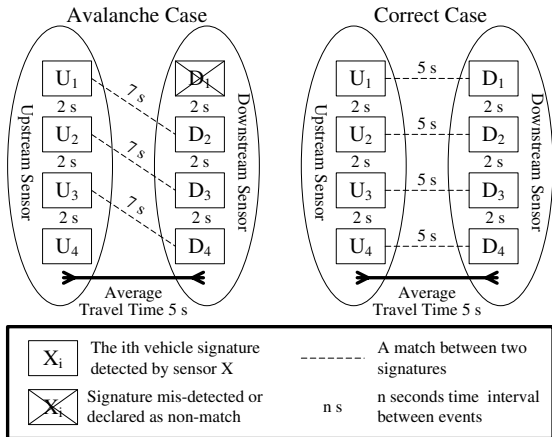 Avalanche Case
Correct Case
Upstream Sensor
U1
2 s
U2
2 s
U3
2 s
U4
7 s
7 s
7 s
D1
2 s
D2
2 s
D3
2 s
D4
Downstream Sensor
Average
Travel Time 5 s
Upstream Sensor
U1
2 s
U2
2 s
U3
2 s
U4
5 s
5 s
5 s
5 s
D1
2 s
D2
2 s
D3
2 s
D4
Downstream Sensor
Average
Travel Time 5 s
Xi
The ith vehicle signature
detected by sensor X
A match between two
signatures
Xi
Signature mis-detected or
declared as non-match
n s
n seconds time interval
between events